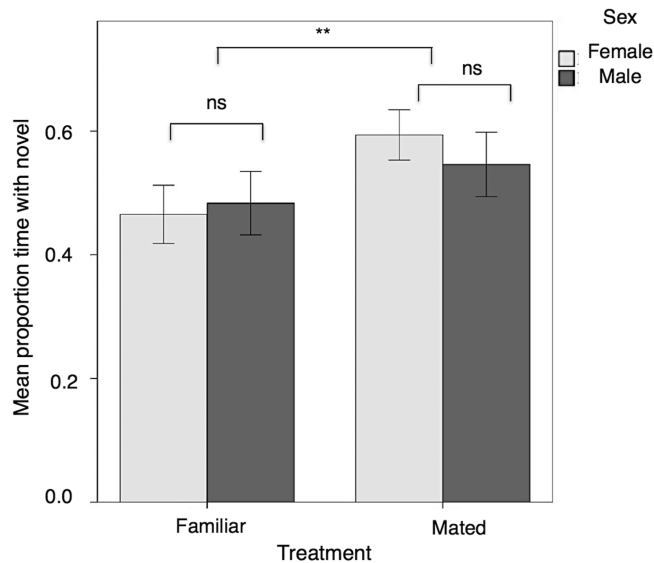 Sex
Female
Male
**
ns
ns
Mean proportion time with novel
0.6
0.4
0.2
0.0
Familiar
Mated
Treatment